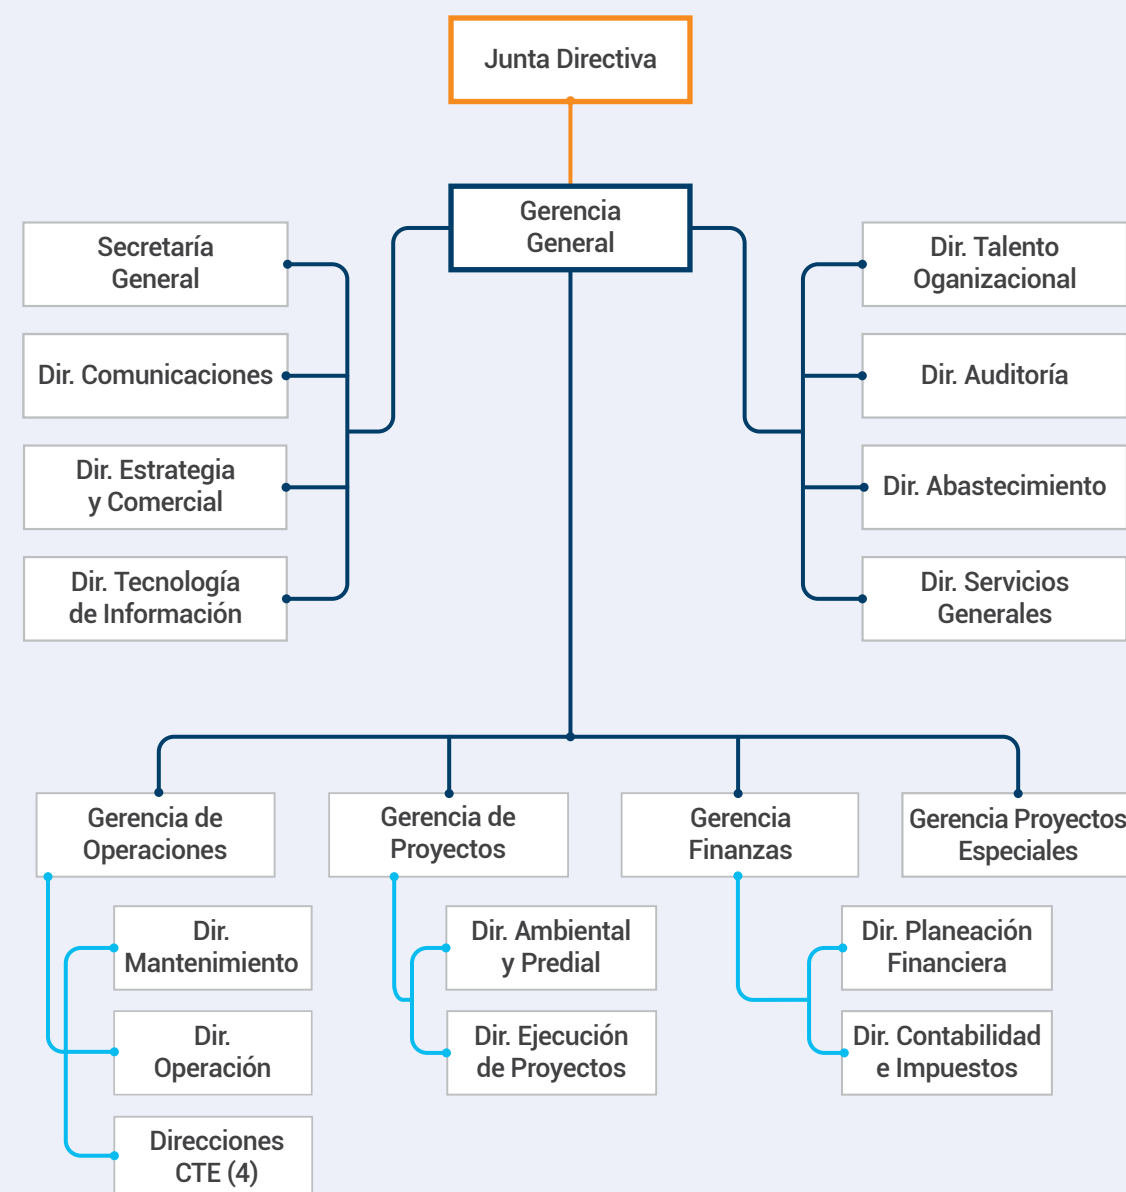 Junta Directiva
Gerencia
General
Secretaría
General
Dir. Comunicaciones
Dir. Estrategia
y Comercial
Dir. Tecnología
de Información
Dir. Talento
Oganizacional
Dir. Auditoría
Dir. Abastecimiento
Dir. Servicios
Generales
Gerencia de
Operaciones
Dir.
Mantenimiento
Dir.
Operación
Direcciones
CTE (4)
Gerencia de
Proyectos
Dir. Ambiental
y Predial
Dir. Ejecución
de Proyectos
Gerencia
Finanzas
Dir. Planeación
Financiera
Dir. Contabilidad
e Impuestos
Gerencia Proyectos
Especiales